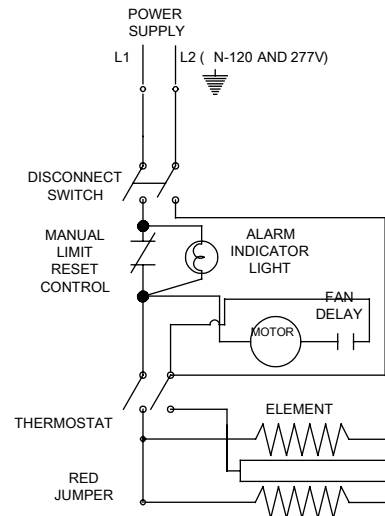 POWER
SUPPLY
L1
L2 ( N-120 AND 277V)
DISCONNECT
SWITCH
MANUAL
LIMIT
RESET
CONTROL
ALARM
INDICATOR
LIGHT
FAN
DELAY
MOTOR
THERMOSTAT
ELEMENT
RED
JUMPER